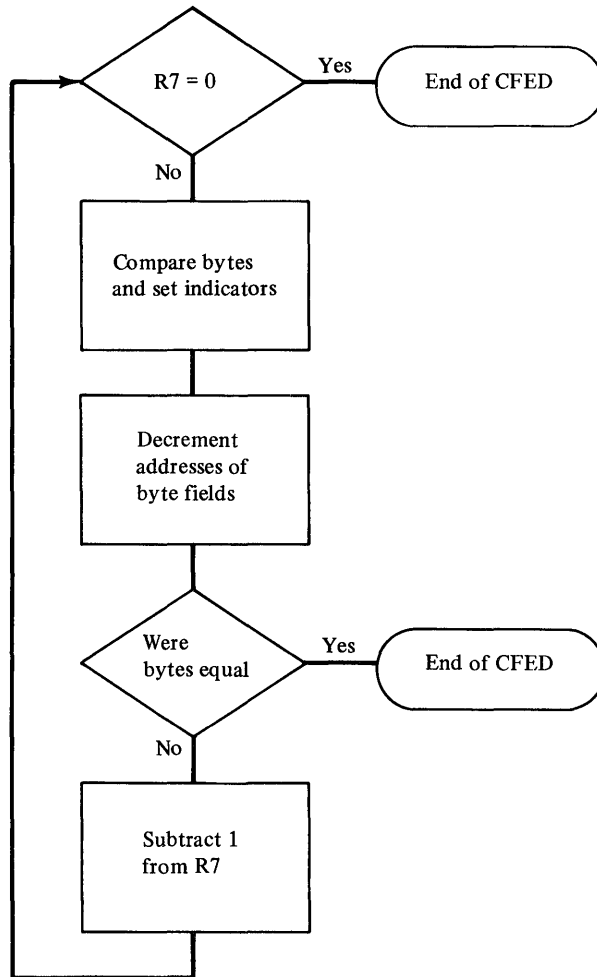 R7 = 0
Yes
End of CFED
No
Compare bytes
and set indicators
Decrement
addresses of
byte fields
Were
bytes equal
Yes
End of CFED
No
Subtract 1
from R7